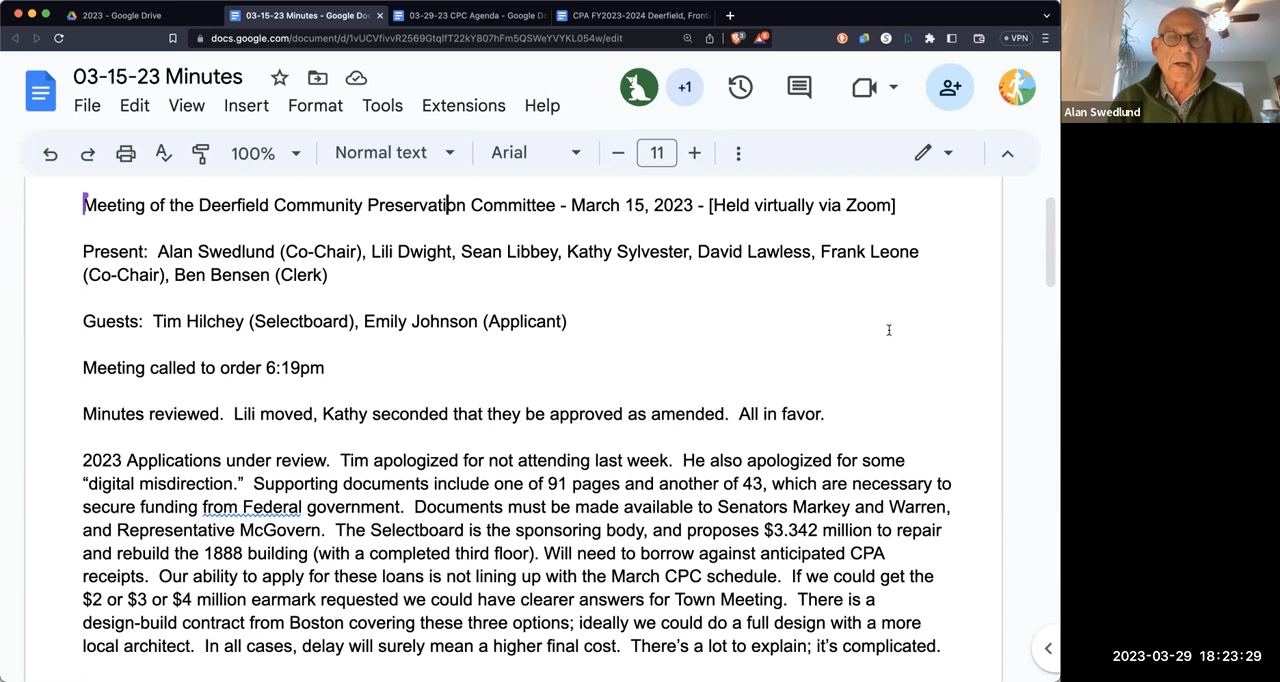 2023 - Google Drive
03-15-23 Minutes - Google Do
03-29-23 CPC Agenda - Google D
CPA FY2023-2024 Deerfield, Fronti
docs.google.com/document/d/1vUCVfivvR2569GtqIfT22kY807hFm5QSWeYVYKL054w/edit
VPN
03-15-23 Minutes
+1
File Edit View Insert Format Tools Extensions Help
100% Normal text Arial 11
Alan Swedlund
Meeting of the Deerfield Community Preservation Committee - March 15, 2023 - [Held virtually via Zoom]
Present: Alan Swedlund (Co-Chair), Lili Dwight, Sean Libbey, Kathy Sylvester, David Lawless, Frank Leone
(Co-Chair), Ben Bensen (Clerk)
Guests: Tim Hilchey (Selectboard), Emily Johnson (Applicant)
Meeting called to order 6:19pm
Minutes reviewed. Lili moved, Kathy seconded that they be approved as amended. All in favor.
2023 Applications under review. Tim apologized for not attending last week. He also apologized for some
“digital misdirection.” Supporting documents include one of 91 pages and another of 43, which are necessary to
secure funding from Federal government. Documents must be made available to Senators Markey and Warren,
and Representative McGovern. The Selectboard is the sponsoring body, and proposes $3.342 million to repair
and rebuild the 1888 building (with a completed third floor). Will need to borrow against anticipated CPA
receipts. Our ability to apply for these loans is not lining up with the March CPC schedule. If we could get the
$2 or $3 or $4 million earmark requested we could have clearer answers for Town Meeting. There is a
design-build contract from Boston covering these three options; ideally we could do a full design with a more
local architect. In all cases, delay will surely mean a higher final cost. There’s a lot to explain; it’s complicated.
2023-03-29 18:23:29